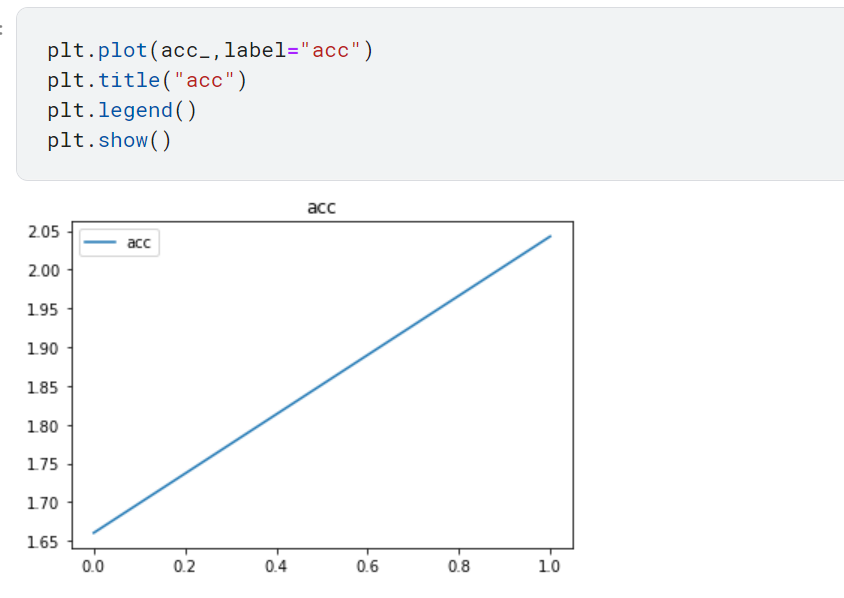 :
plt.plot(acc_,label="acc")
plt.title("acc")
plt.legend()
plt.show()
acc
acc
2.05
2.00
1.95
1.90
1.85
1.80
1.75
1.70
1.65
0.0 0.2 0.4 0.6 0.8 1.0